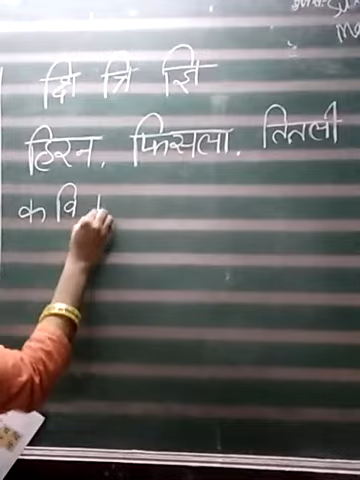 क्षि त्रि ज्ञि
हिरन, फिसला, तितली
कवि